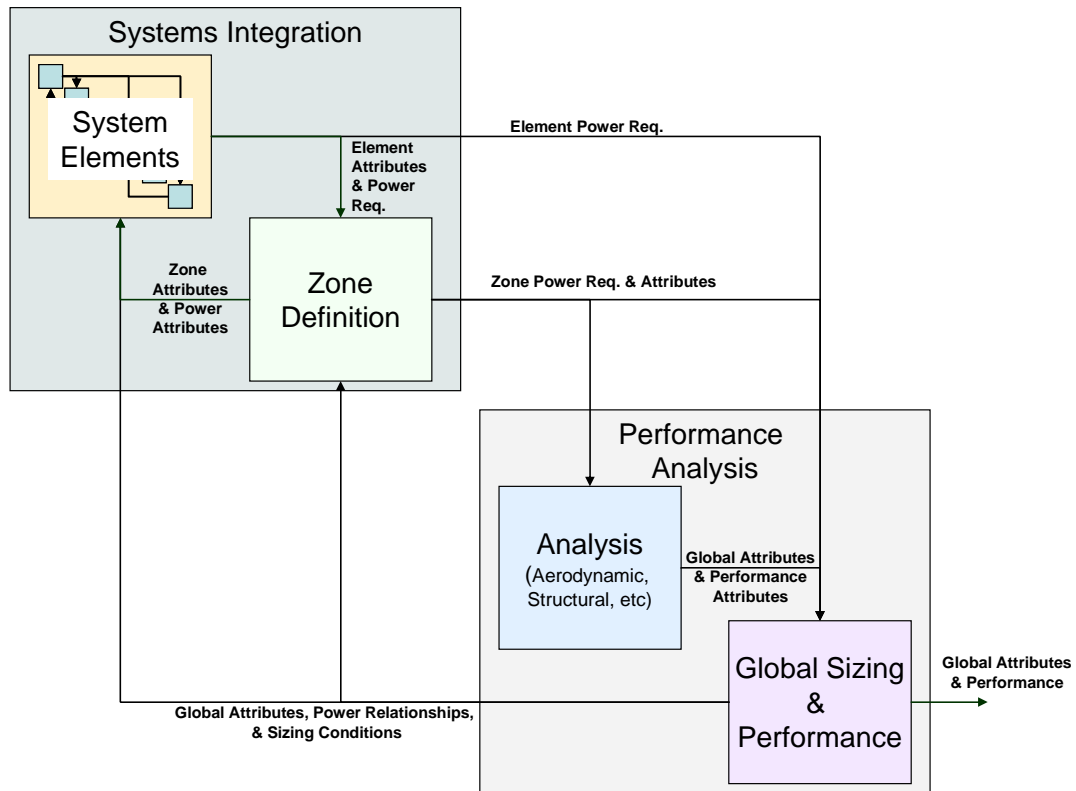 Systems Integration
System
Elements
Element Power Req.
Element
Attributes
& Power
Req.
Zone
Attributes
& Power
Attributes
Zone
Definition
Zone Power Req. & Attributes
Performance
Analysis
Analysis
(Aerodynamic,
Structural, etc)
Global Attributes
& Performance
Attributes
Global Sizing
&
Performance
Global Attributes
& Performance
Global Attributes, Power Relationships,
& Sizing Conditions